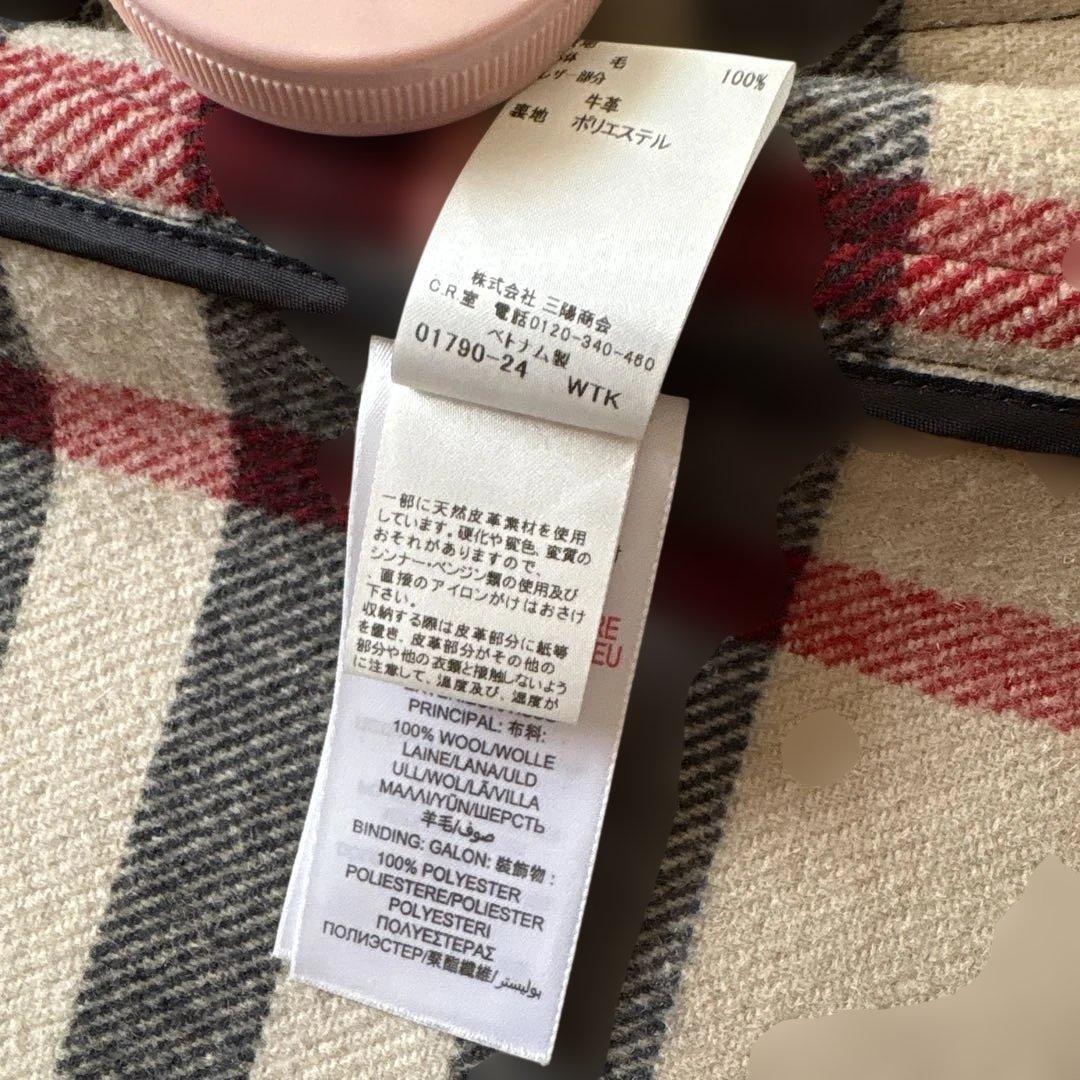 毛 100%
部分
牛革
裏地 ポリエステル
株式会社 三陽商会
C.R.室 電話0120-340-460
ベトナム製
01790-24 WTK
一部に天然皮革素材を使用
しています。硬化や変色、変質の
おそれがありますので、
シンナー・ベンジン類の使用及び
、直接のアイロンがけはおさけ
下さい。
収納する際は皮革部分に紙等
を置き、皮革部分がその他の
部分や他の衣類と接触しないよう
に注意して、温度及び、湿度が
RE
EU
PRINCIPAL: 布料:
100% WOOL/WOLLE
LAINE/LANA/ULD
ULL/WOL/LÃ/VILLA
ΜΑΛΛΙ/YÜN/ШЕРСТЬ
羊毛/صوف
BINDING: GALON: 裝飾物:
100% POLYESTER
POLIESTERE/POLIESTER
POLYESTERI
ΠΟΛΥΕΣΤΕΡΑΣ
ПОЛИЭСТЕР/聚酯纖維/بوليستر